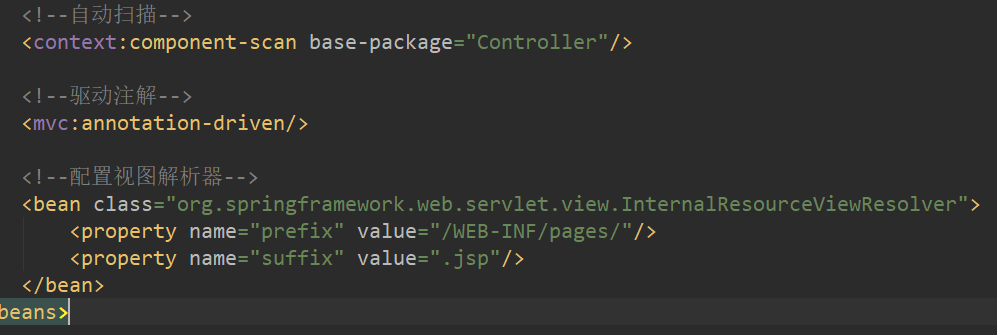 <!--自动扫描-->
<context:component-scan base-package="Controller"/>
<!--驱动注解-->
<mvc:annotation-driven/>
<!--配置视图解析器-->
<bean class="org.springframework.web.servlet.view.InternalResourceViewResolver">
<property name="prefix" value="/WEB-INF/pages/"/>
<property name="suffix" value=".jsp"/>
</bean>
beans>